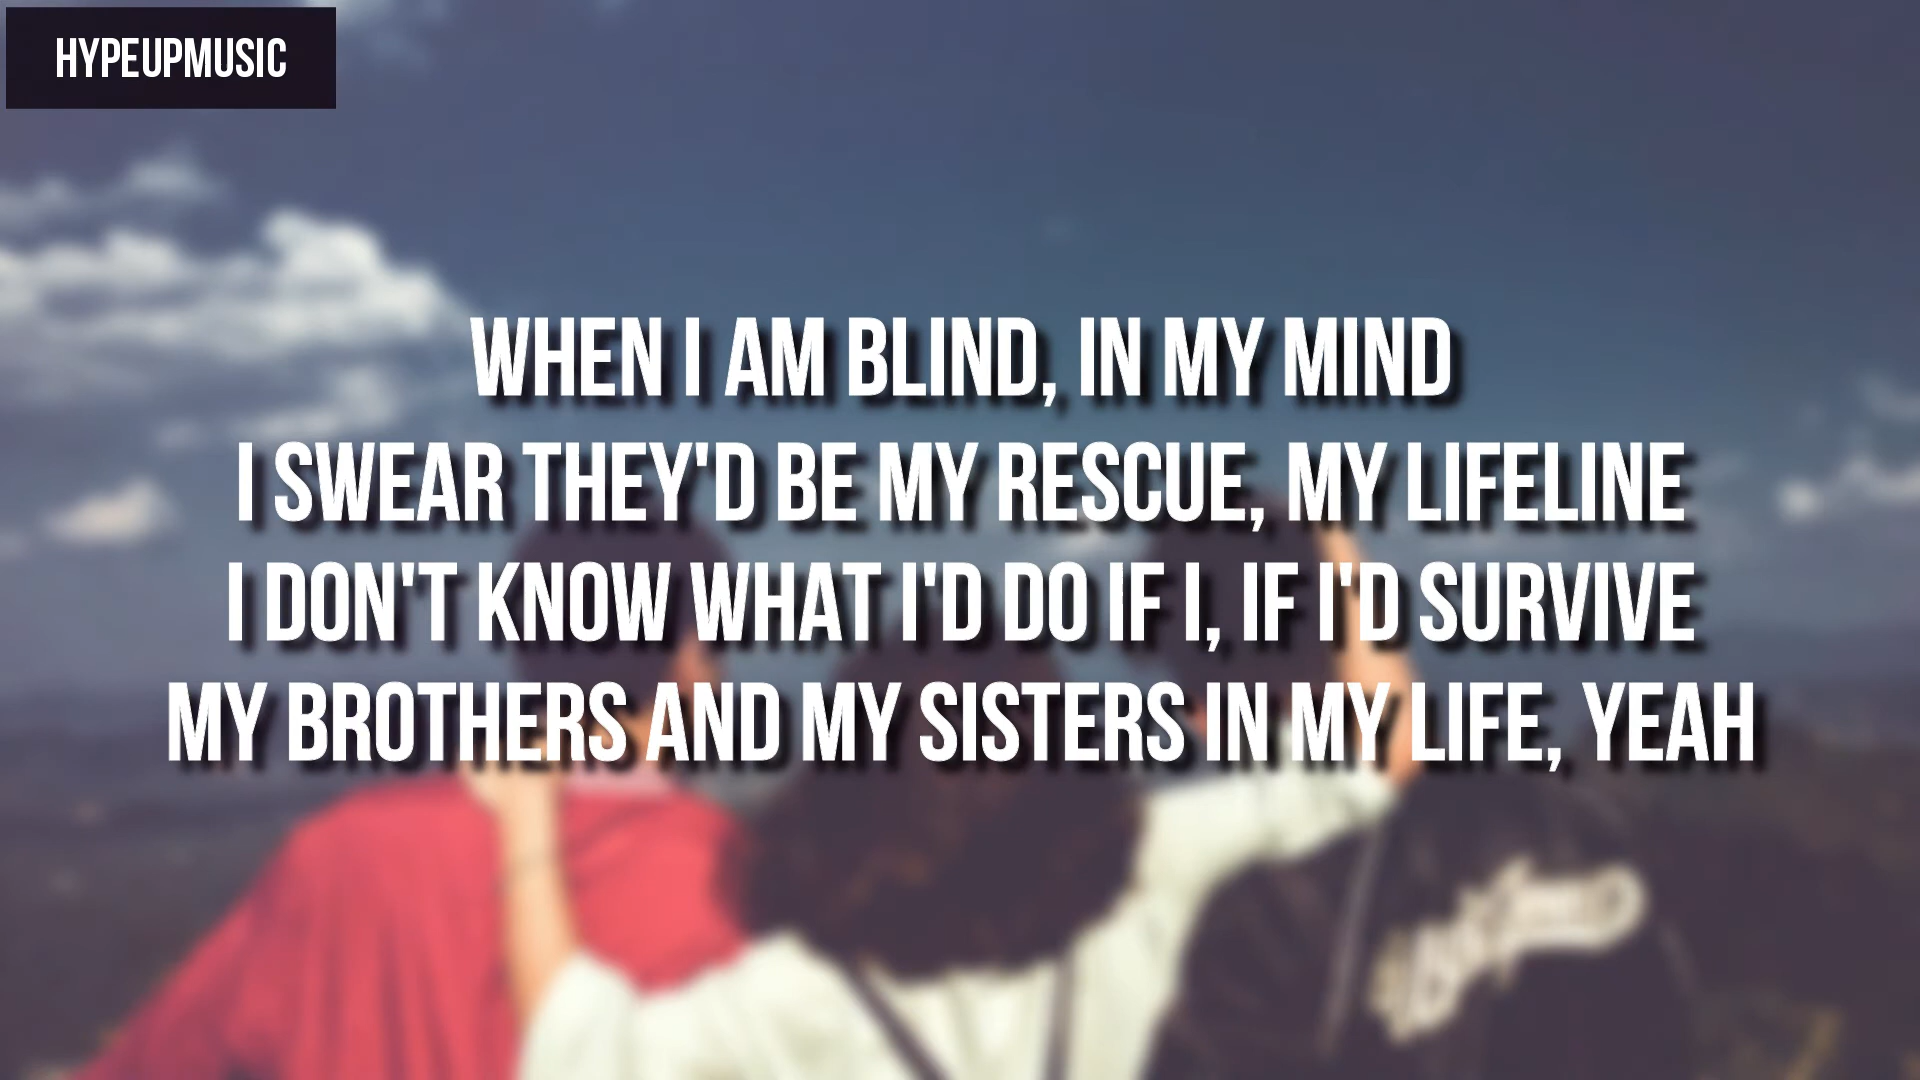 HYPEUPMUSIC
WHEN I AM BLIND, IN MY MIND
I SWEAR THEY'D BE MY RESCUE, MY LIFELINE
I DON'T KNOW WHAT I'D DO IF I, IF I'D SURVIVE
MY BROTHERS AND MY SISTERS IN MY LIFE, YEAH